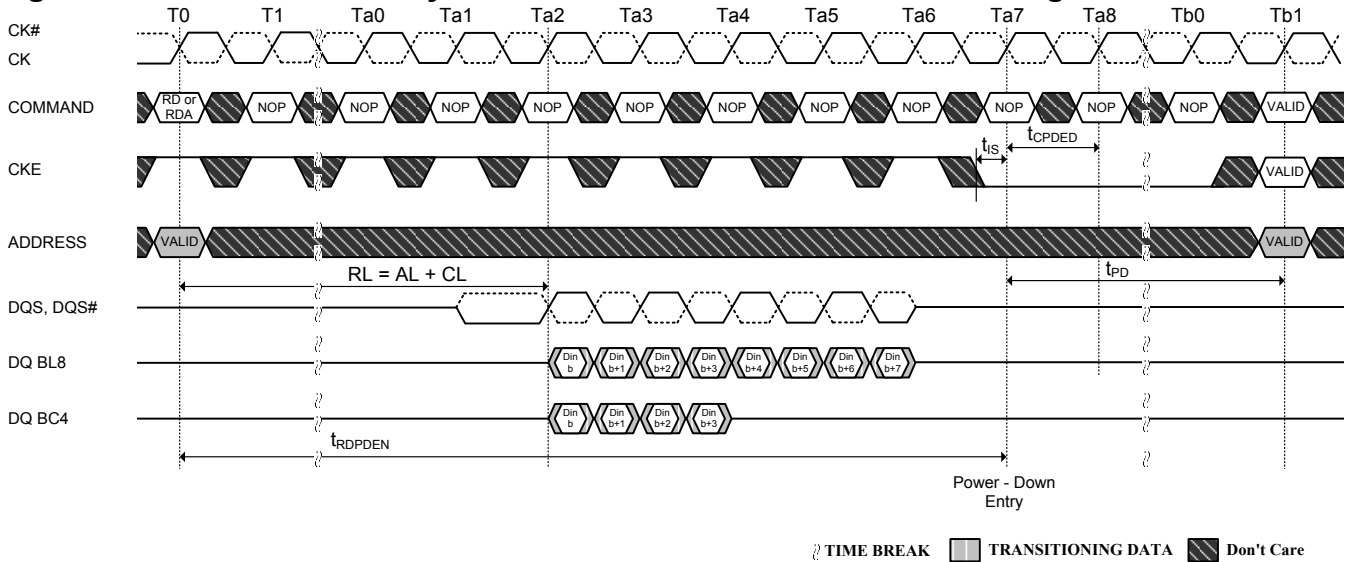 T0 T1 Ta0 Ta1 Ta2 Ta3 Ta4 Ta5 Ta6 Ta7 Ta8 Tb0 Tb1
CK#
CK
COMMAND
RD or
RDA
NOP NOP NOP NOP NOP NOP NOP NOP NOP NOP NOP VALID
tIS tCPDED
CKE
VALID
ADDRESS
VALID VALID
RL = AL + CL
tPD
DQS, DQS#
DQ BL8
Din
b
Din
b+1
Din
b+2
Din
b+3
Din
b+4
Din
b+5
Din
b+6
Din
b+7
DQ BC4
Din
b
Din
b+1
Din
b+2
Din
b+3
tRDPDEN
Power - Down
Entry
TIME BREAK TRANSITIONING DATA Don't Care